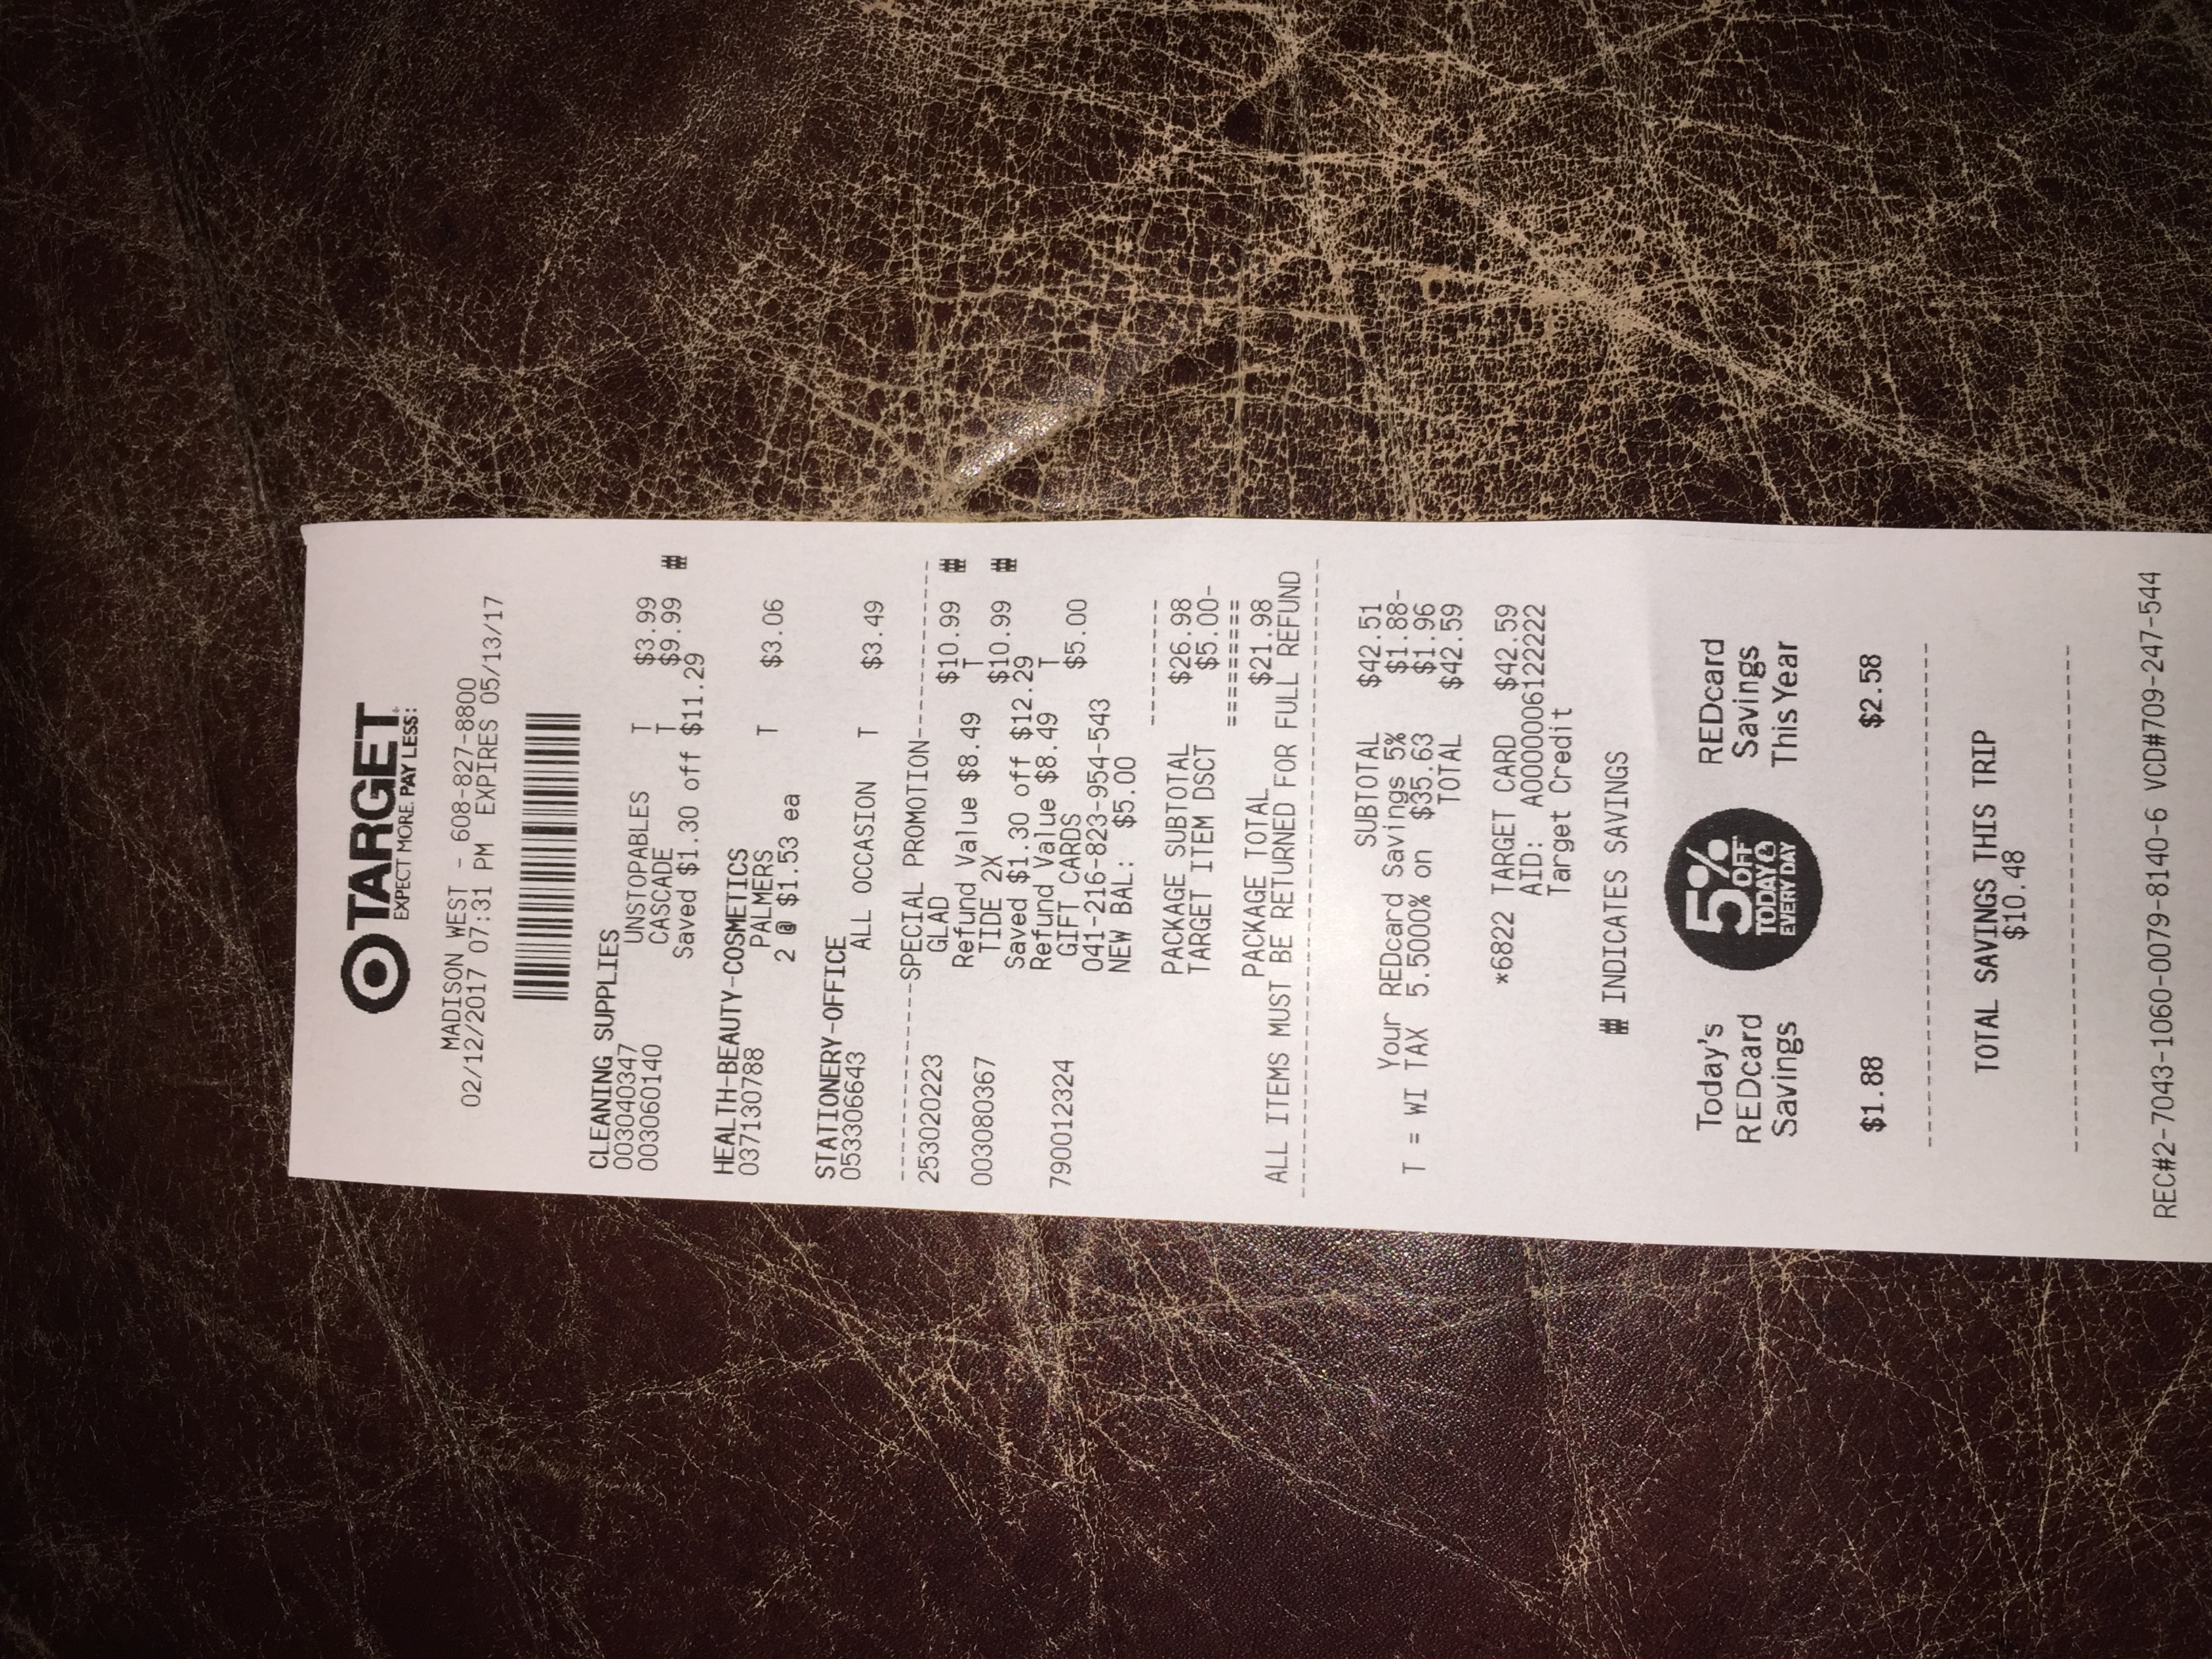 TARGET
EXPECT MORE. PAY LESS.
MADISON WEST - 608-827-8800
02/12/2017 07:31 PM EXPIRES 05/13/17
CLEANING SUPPLIES
003040347 UNSTOPABLES T $3.99
003060140 CASCADE T $9.99 #
Saved $1.30 off $11.29
HEALTH-BEAUTY-COSMETICS
037130788 PALMERS T $3.06
2 @ $1.53 ea
STATIONERY-OFFICE
053306643 ALL OCCASION T $3.49
-------------SPECIAL PROMOTION------------
253020223 GLAD $10.99 #
Refund Value $8.49 T
003080367 TIDE 2X $10.99 #
Saved $1.30 off $12.29
Refund Value $8.49 T
790012324 GIFT CARDS $5.00
041-216-823-954-543
NEW BAL: $5.00
---------
PACKAGE SUBTOTAL $26.98
TARGET ITEM DSCT $5.00-
=========
PACKAGE TOTAL $21.98
ALL ITEMS MUST BE RETURNED FOR FULL REFUND
------------------------------------------
SUBTOTAL $42.51
Your REDcard Savings 5% $1.88-
T = WI TAX 5.5000% on $35.63 $1.96
TOTAL $42.59
*6822 TARGET CARD $42.59
AID: A0000006122222
Target Credit
# INDICATES SAVINGS
Today's REDcard Savings
5% OFF TODAY & EVERY DAY
REDcard Savings This Year
$1.88 $2.58
TOTAL SAVINGS THIS TRIP
$10.48
REC#2-7043-1060-0079-8140-6 VCD#709-247-544